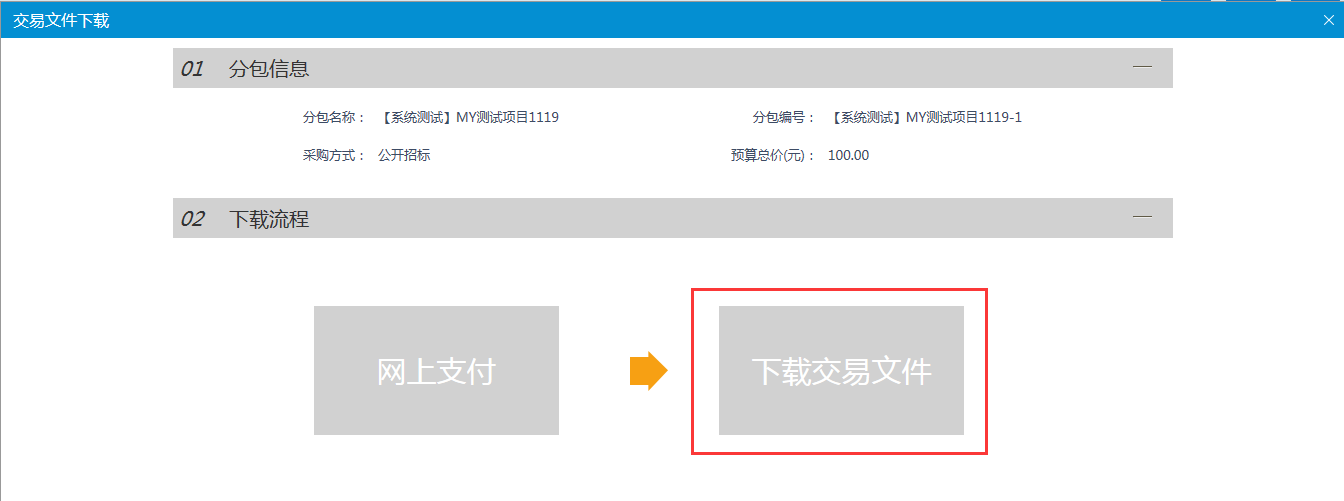 交易文件下载
01 分包信息
分包名称： 【系统测试】MY测试项目1119 分包编号： 【系统测试】MY测试项目1119-1
采购方式： 公开招标 预算总价(元)： 100.00
02 下载流程
网上支付 下载交易文件